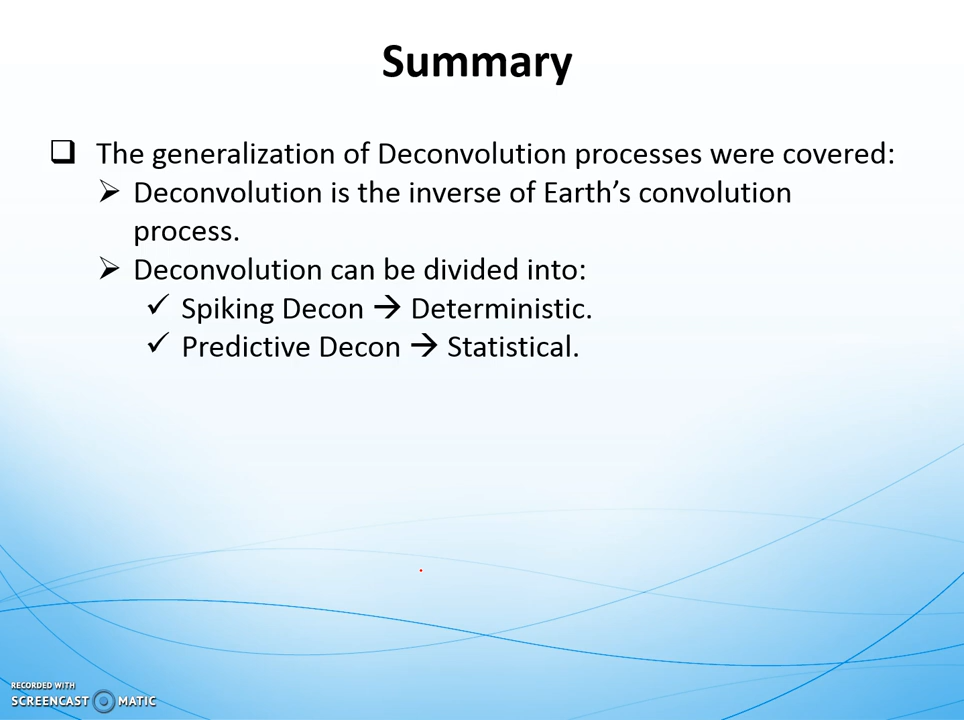 Summary
❑ The generalization of Deconvolution processes were covered:
➢ Deconvolution is the inverse of Earth’s convolution
process.
➢ Deconvolution can be divided into:
✓ Spiking Decon → Deterministic.
✓ Predictive Decon → Statistical.
RECORDED WITH
SCREENCAST MATIC